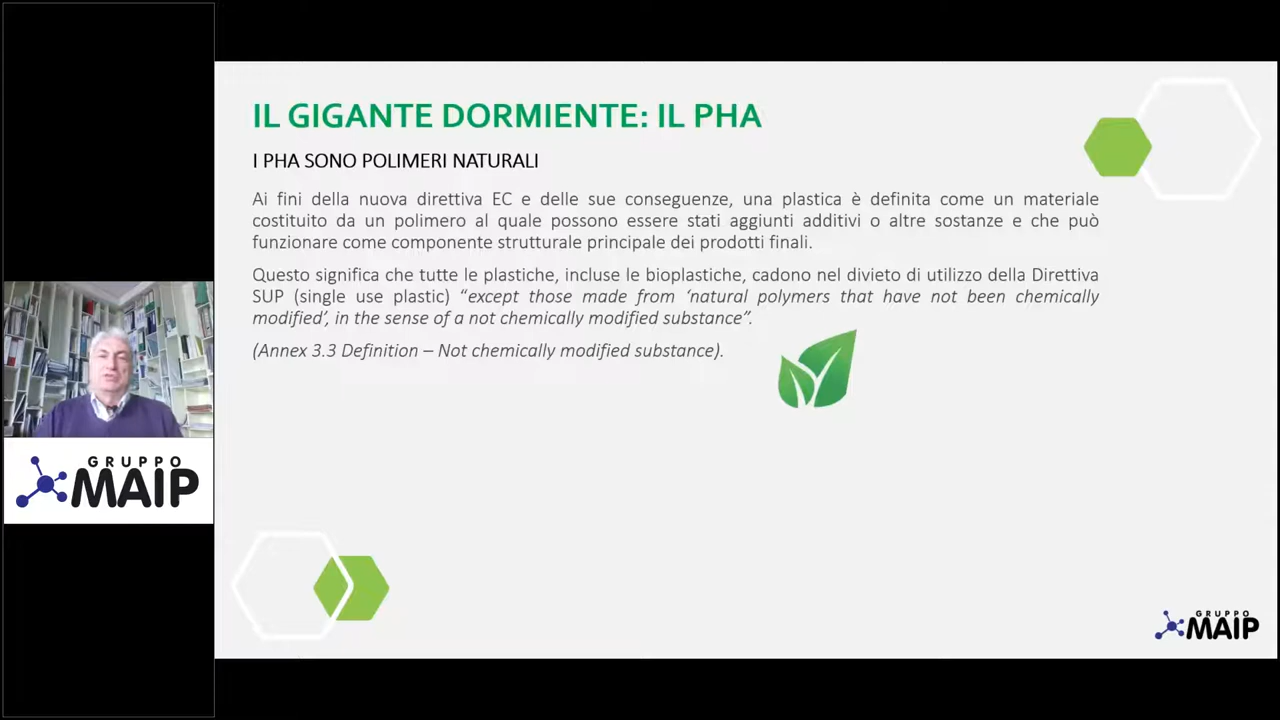 IL GIGANTE DORMIENTE: IL PHA
I PHA SONO POLIMERI NATURALI
Ai fini della nuova direttiva EC e delle sue conseguenze, una plastica è definita come un materiale
costituito da un polimero al quale possono essere stati aggiunti additivi o altre sostanze e che può
funzionare come componente strutturale principale dei prodotti finali.
Questo significa che tutte le plastiche, incluse le bioplastiche, cadono nel divieto di utilizzo della Direttiva
SUP (single use plastic) “except those made from ‘natural polymers that have not been chemically
modified’, in the sense of a not chemically modified substance”.
(Annex 3.3 Definition – Not chemically modified substance).
GRUPPO
MAIP
GRUPPO
MAIP